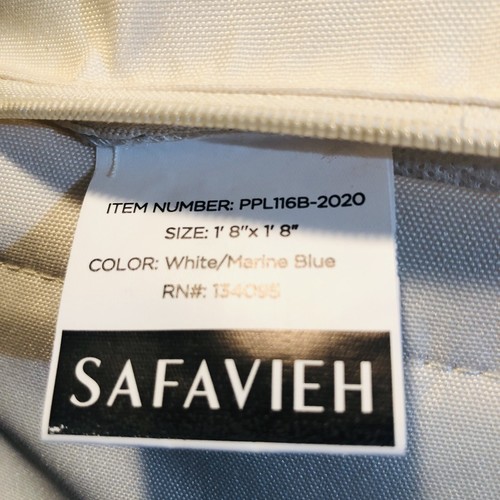 ITEM NUMBER: PPL116B-2020
SIZE: 1' 8"x 1' 8"
COLOR: White/Marine Blue
RN#: 134095
SAFAVIEH